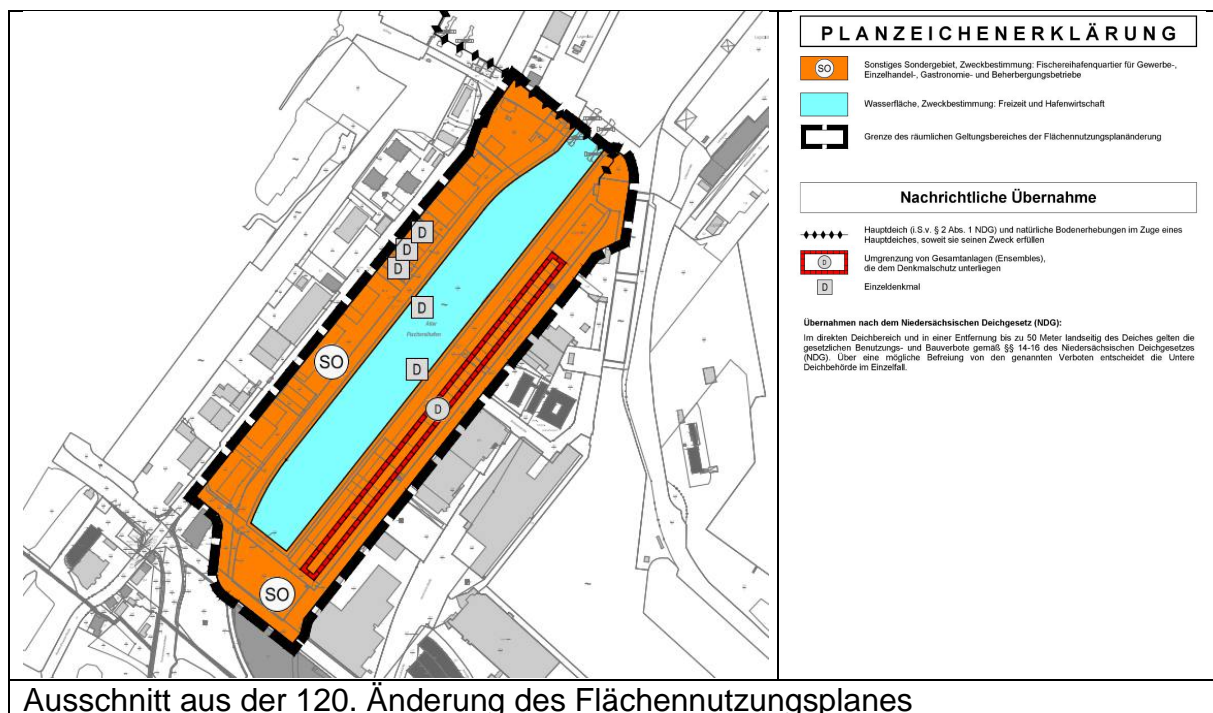 D
D
D
D
Alter
Fischereihafen
D
D
SO
SO
PLANZEICHENERKLÄRUNG
SO
Sonstiges Sondergebiet, Zweckbestimmung: Fischereihafenquartier für Gewerbe-,
Einzelhandel-, Gastronomie- und Beherbergungsbetriebe
Wasserfläche, Zweckbestimmung: Freizeit und Hafenwirtschaft
Grenze des räumlichen Geltungsbereiches der Flächennutzungsplanänderung
Nachrichtliche Übernahme
Hauptdeich (i.S.v. § 2 Abs. 1 NDG) und natürliche Bodenerhebungen im Zuge eines
Hauptdeiches, soweit sie seinen Zweck erfüllen
D
Umgrenzung von Gesamtanlagen (Ensembles),
die dem Denkmalschutz unterliegen
D
Einzeldenkmal
Übernahmen nach dem Niedersächsischen Deichgesetz (NDG):
Im direkten Deichbereich und in einer Entfernung bis zu 50 Meter landseitig des Deiches gelten die
gesetzlichen Benutzungs- und Bauverbote gemäß §§ 14-16 des Niedersächsischen Deichgesetzes
(NDG). Über eine mögliche Befreiung von den genannten Verboten entscheidet die Untere
Deichbehörde im Einzelfall.
Ausschnitt aus der 120. Änderung des Flächennutzungsplanes